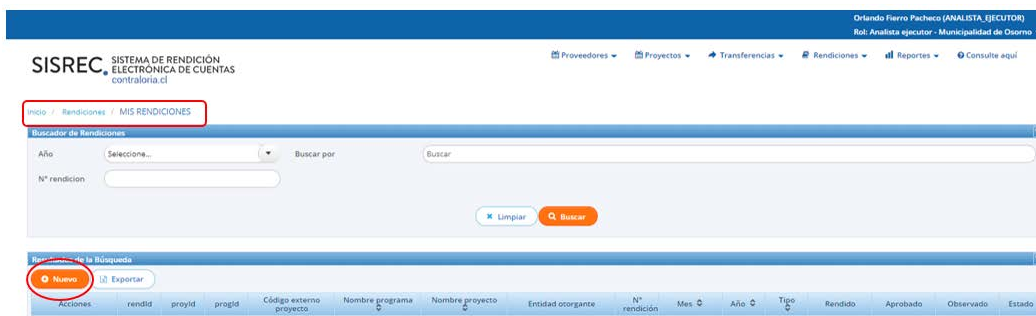 Orlando Fierro Pacheco (ANALISTA_EJECUTOR)
Rol: Analista ejecutor - Municipalidad de Osorno
SISREC. SISTEMA DE RENDICIÓN
ELECTRÓNICA DE CUENTAS
contraloria.cl
Proveedores Proyectos Transferencias Rendiciones Reportes Consulte aquí
Inicio / Rendiciones / MIS RENDICIONES
Buscador de Rendiciones
Año Seleccione... Buscar por Buscar
N° rendicion
Limpiar Buscar
Resultados de la Búsqueda
Nuevo Exportar
Acciones rendId proyId progId Código externo proyecto Nombre programa Nombre proyecto Entidad otorgante N° rendición Mes Año Tipo Rendido Aprobado Observado Estado